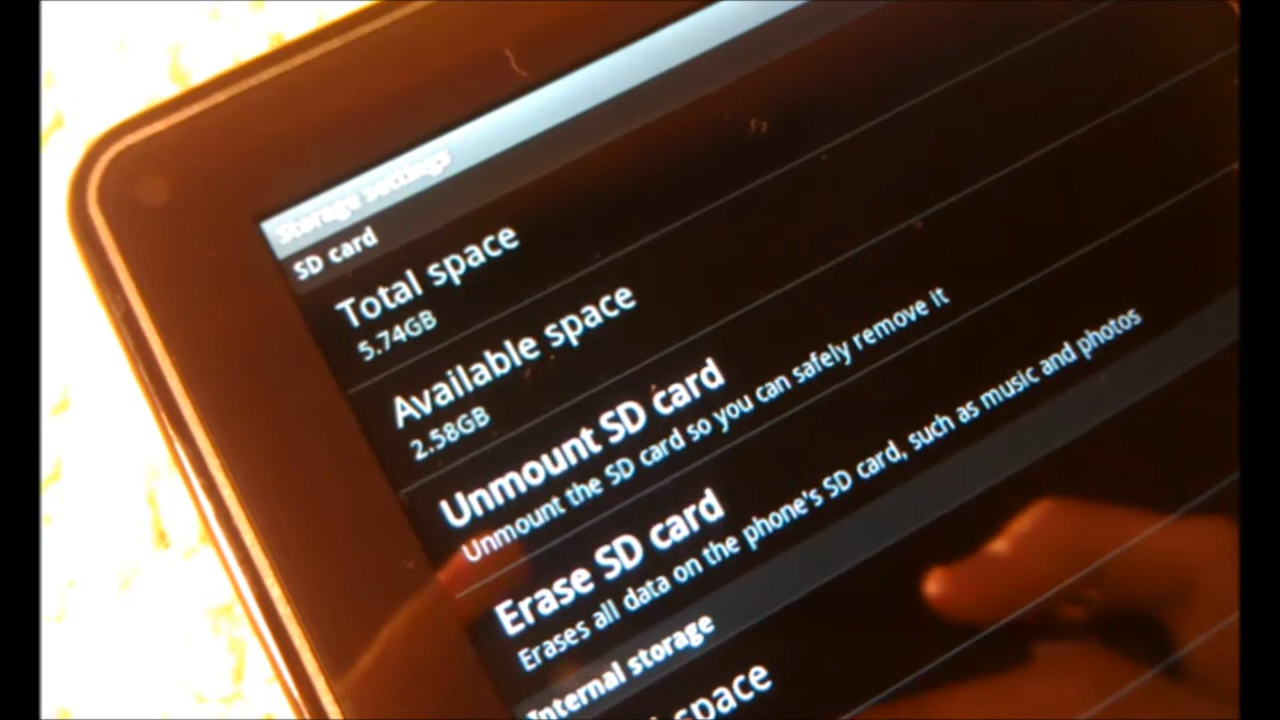 Storage settings
SD card
Total space
5.74GB
Available space
2.58GB
Unmount SD card
Unmount the SD card so you can safely remove it
Erase SD card
Erases all data on the phone's SD card, such as music and photos
Internal storage
space